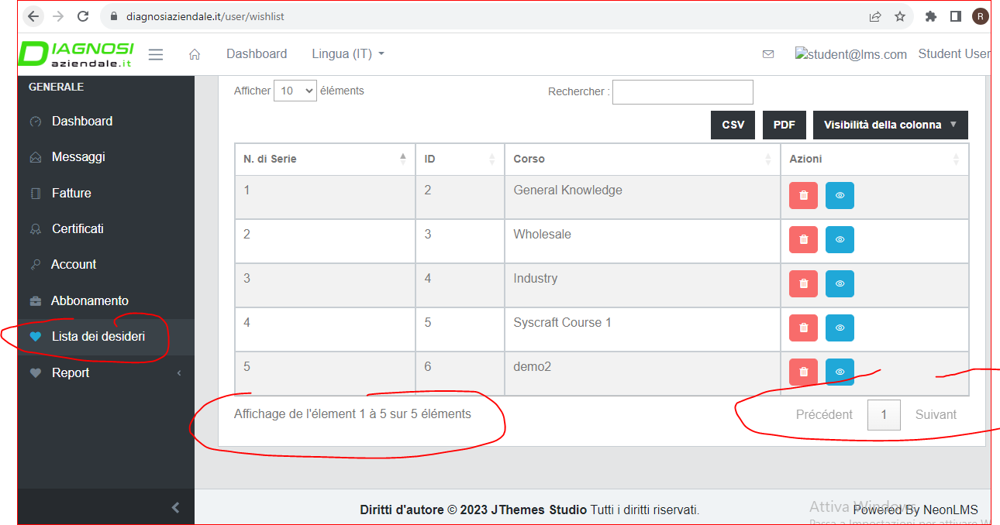 diagnosiaziendale.it/user/wishlist
R
DIAGNOSI
aziendale.it
Dashboard
Lingua (IT)
student@lms.com
Student User
GENERALE
Dashboard
Messaggi
Fatture
Certificati
Account
Abbonamento
Lista dei desideri
Report
Afficher 10 éléments
Rechercher :
CSV
PDF
Visibilità della colonna
N. di Serie ID Corso Azioni
1 2 General Knowledge
2 3 Wholesale
3 4 Industry
4 5 Syscraft Course 1
5 6 demo2
Affichage de l'élement 1 à 5 sur 5 éléments
Précédent 1 Suivant
Diritti d'autore © 2023 JThemes Studio Tutti i diritti riservati.
Attiva Windows
Powered By NeonLMS
Passa a Impostazioni per attivare W